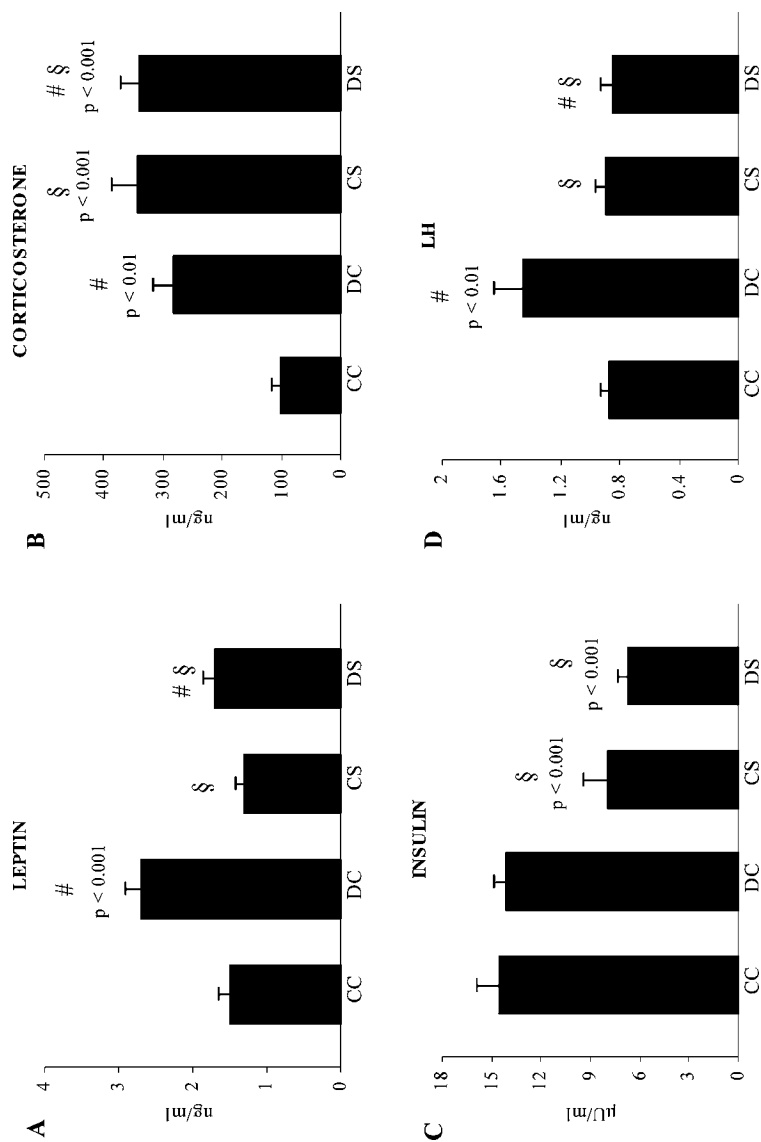 A
LEPTIN
4
3
2
1
0
ng/ml
#
p < 0.001
§
# §
CC DC CS DS
B
CORTICOSTERONE
500
400
300
200
100
0
ng/ml
#
p < 0.01
§
p < 0.001
# §
p < 0.001
CC DC CS DS
C
INSULIN
18
15
12
9
6
3
0
µU/ml
§
p < 0.001
§
p < 0.001
CC DC CS DS
D
LH
2
1.6
1.2
0.8
0.4
0
ng/ml
#
p < 0.01
§
# §
CC DC CS DS